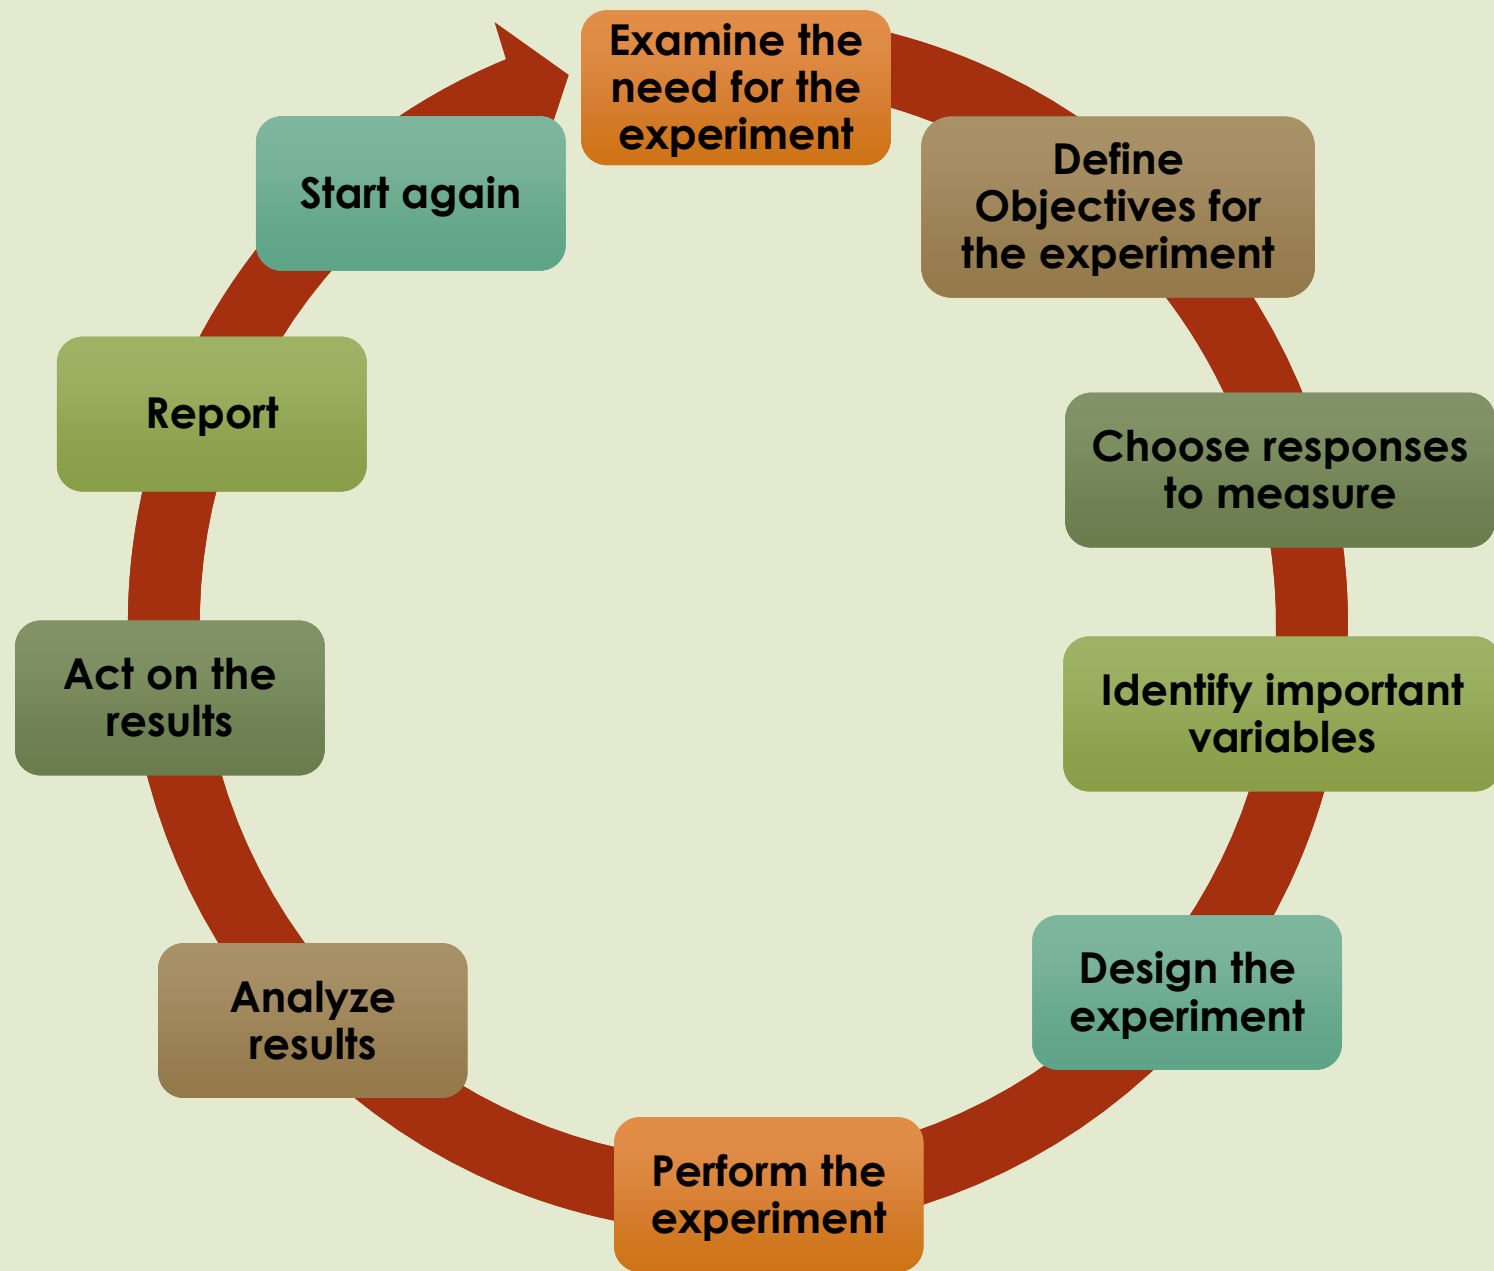 Examine the
need for the
experiment
Define
Objectives for
the experiment
Choose responses
to measure
Identify important
variables
Design the
experiment
Perform the
experiment
Analyze
results
Act on the
results
Report
Start again